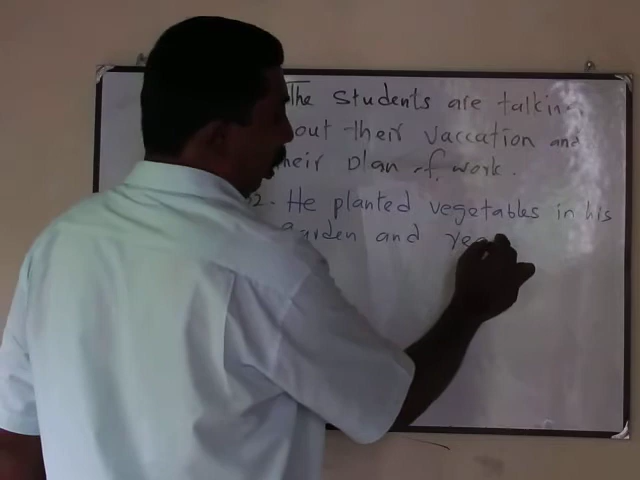 The students are talkin
out their vaccation and
heir plan of work.
2. He planted vegetables in his
garden and